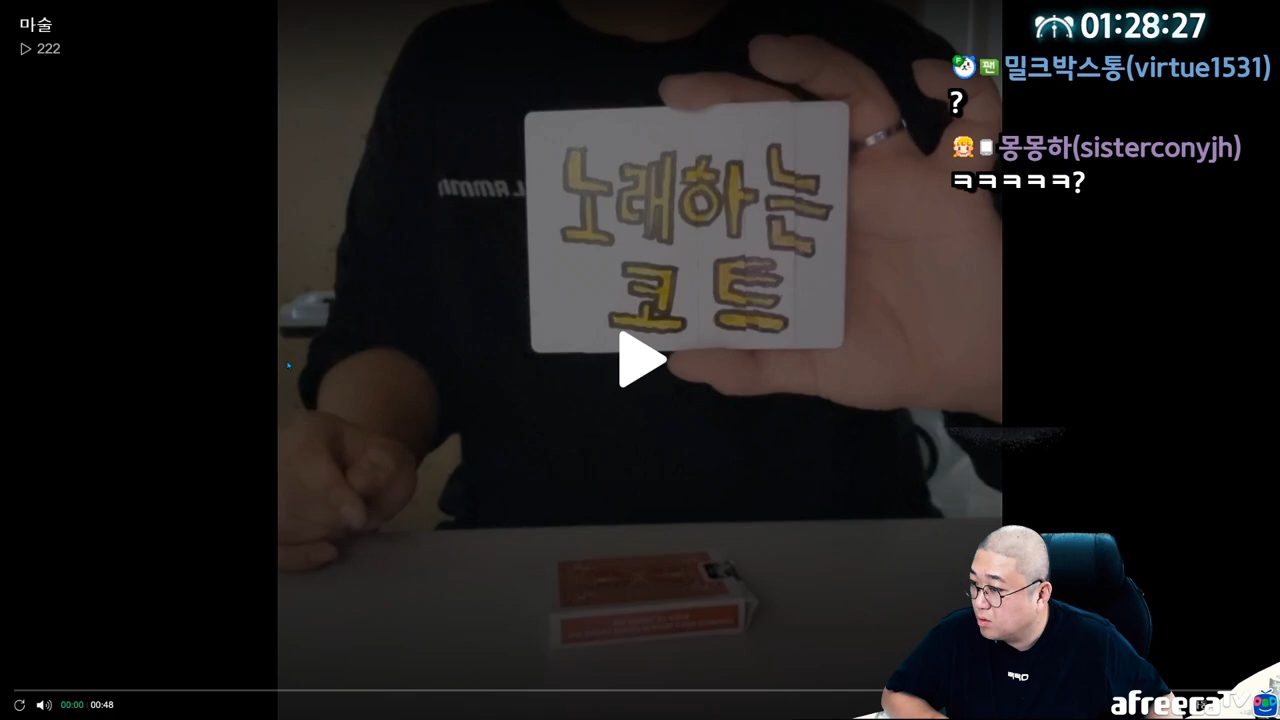 마술
222
01:28:27
밀크박스통(virtue1531)
?
몽몽하(sisterconyjh)
ㅋㅋㅋㅋㅋ?
노래하는
코트
00:00 00:48
afreecaTV